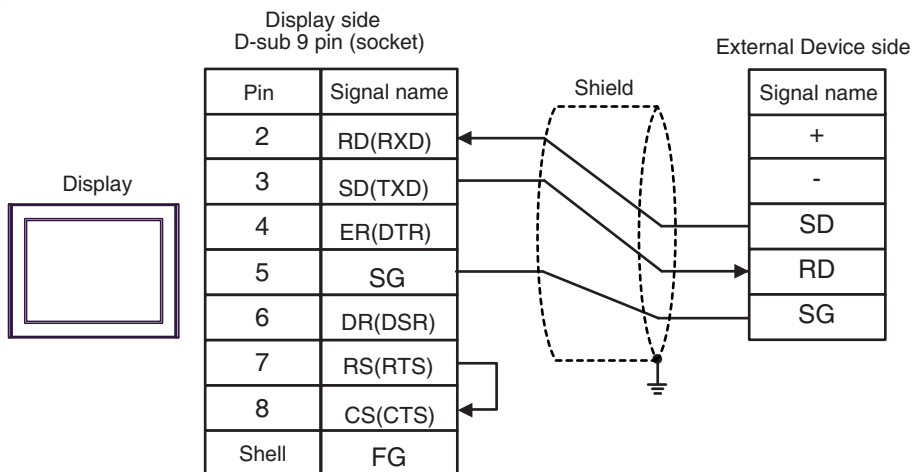 Display side
D-sub 9 pin (socket)
External Device side
Pin Signal name
Shield
Signal name
2 RD(RXD)
+
3 SD(TXD)
-
Display
4 ER(DTR)
SD
5 SG
RD
6 DR(DSR)
SG
7 RS(RTS)
8 CS(CTS)
Shell FG